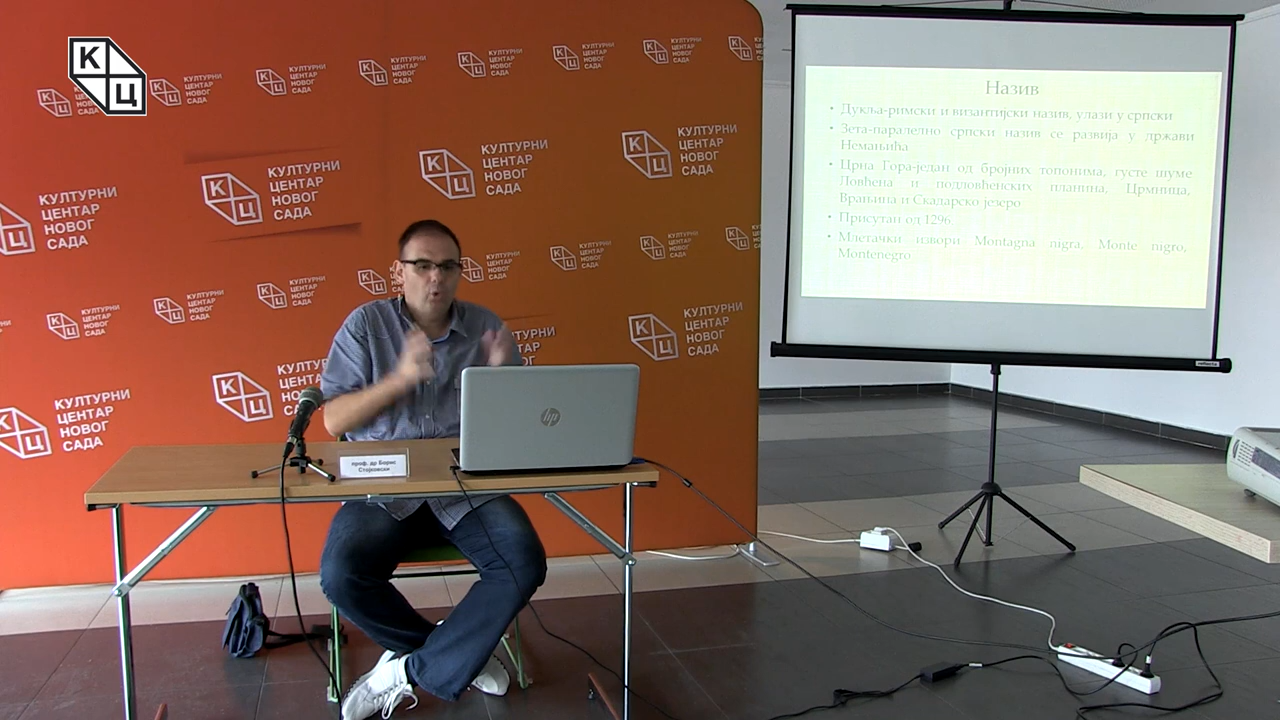 К
Ц
КУЛТУРНИ
ЦЕНТАР
НОВОГ
САДА
Назив
• Дукља-римски и византијски назив, улази у српски
• Зета-паралелно српски назив се развија у држави
Немањића
• Црна Гора-један од бројних топонима, густе шуме
Ловћена и подловћенских планина, Црмница,
Врањина и Скадарско језеро
• Присутан од 1296.
• Млетачки извори Montagna nigra, Monte nigro,
Montenegro
проф. др Борис
Стојковски
hp